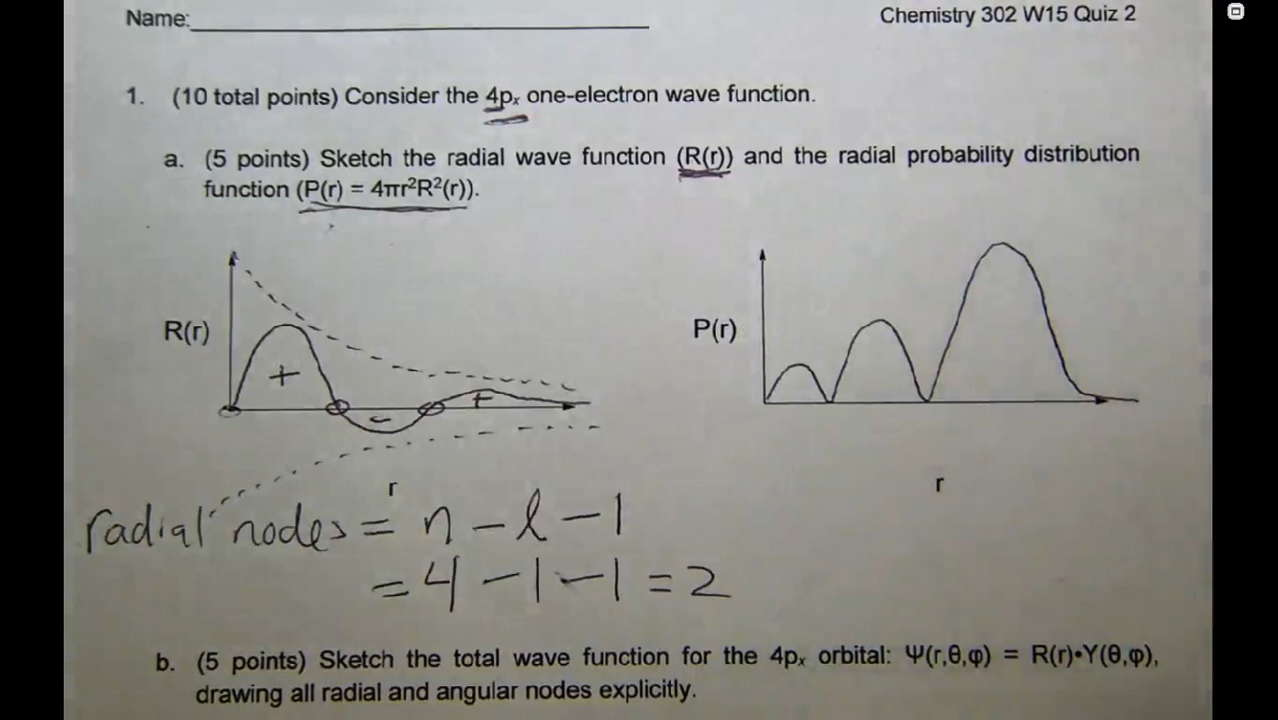 Name:
Chemistry 302 W15 Quiz 2
1. (10 total points) Consider the 4pₓ one-electron wave function.
a. (5 points) Sketch the radial wave function (R(r)) and the radial probability distribution
function (P(r) = 4πr²R²(r)).
R(r)
+
-
+
P(r)
r
r
radial nodes = n - l - 1
= 4 - 1 - 1 = 2
b. (5 points) Sketch the total wave function for the 4pₓ orbital: Ψ(r,θ,φ) = R(r)•Y(θ,φ),
drawing all radial and angular nodes explicitly.